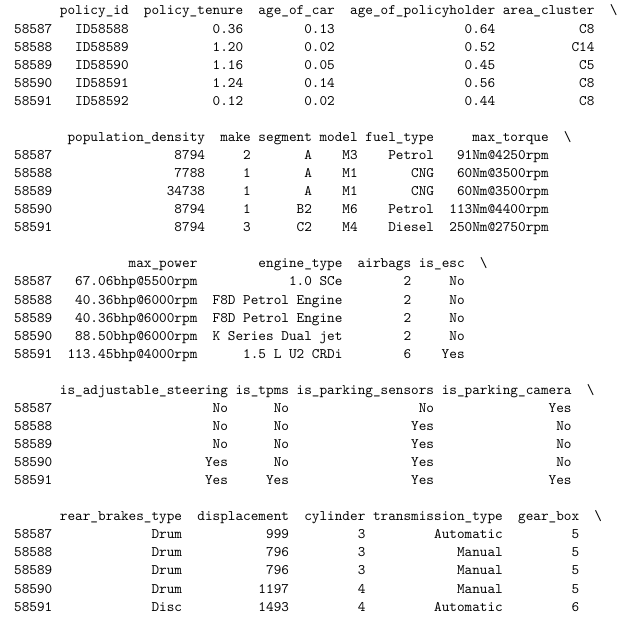 policy_id policy_tenure age_of_car age_of_policyholder area_cluster \
58587 ID58588 0.36 0.13 0.64 C8
58588 ID58589 1.20 0.02 0.52 C14
58589 ID58590 1.16 0.05 0.45 C5
58590 ID58591 1.24 0.14 0.56 C8
58591 ID58592 0.12 0.02 0.44 C8
population_density make segment model fuel_type max_torque \
58587 8794 2 A M3 Petrol 91Nm@4250rpm
58588 7788 1 A M1 CNG 60Nm@3500rpm
58589 34738 1 A M1 CNG 60Nm@3500rpm
58590 8794 1 B2 M6 Petrol 113Nm@4400rpm
58591 8794 3 C2 M4 Diesel 250Nm@2750rpm
max_power engine_type airbags is_esc \
58587 67.06bhp@5500rpm 1.0 SCe 2 No
58588 40.36bhp@6000rpm F8D Petrol Engine 2 No
58589 40.36bhp@6000rpm F8D Petrol Engine 2 No
58590 88.50bhp@6000rpm K Series Dual jet 2 No
58591 113.45bhp@4000rpm 1.5 L U2 CRDi 6 Yes
is_adjustable_steering is_tpms is_parking_sensors is_parking_camera \
58587 No No No Yes
58588 No No Yes No
58589 No No Yes No
58590 Yes No Yes No
58591 Yes Yes Yes Yes
rear_brakes_type displacement cylinder transmission_type gear_box \
58587 Drum 999 3 Automatic 5
58588 Drum 796 3 Manual 5
58589 Drum 796 3 Manual 5
58590 Drum 1197 4 Manual 5
58591 Disc 1493 4 Automatic 6